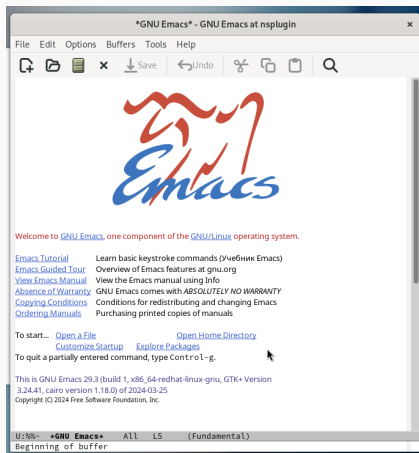 *GNU Emacs* - GNU Emacs at nsplugin
File Edit Options Buffers Tools Help
Save Undo
Emacs
Welcome to GNU Emacs, one component of the GNU/Linux operating system.
Emacs Tutorial Learn basic keystroke commands (Учебник Emacs)
Emacs Guided Tour Overview of Emacs features at gnu.org
View Emacs Manual View the Emacs manual using Info
Absence of Warranty GNU Emacs comes with ABSOLUTELY NO WARRANTY
Copying Conditions Conditions for redistributing and changing Emacs
Ordering Manuals Purchasing printed copies of manuals
To start... Open a File Open Home Directory
Customize Startup Explore Packages
To quit a partially entered command, type Control-g.
This is GNU Emacs 29.3 (build 1, x86_64-redhat-linux-gnu, GTK+ Version
3.24.41, cairo version 1.18.0) of 2024-03-25
Copyright (C) 2024 Free Software Foundation, Inc.
U:%%- *GNU Emacs* All L5 (Fundamental)
Beginning of buffer